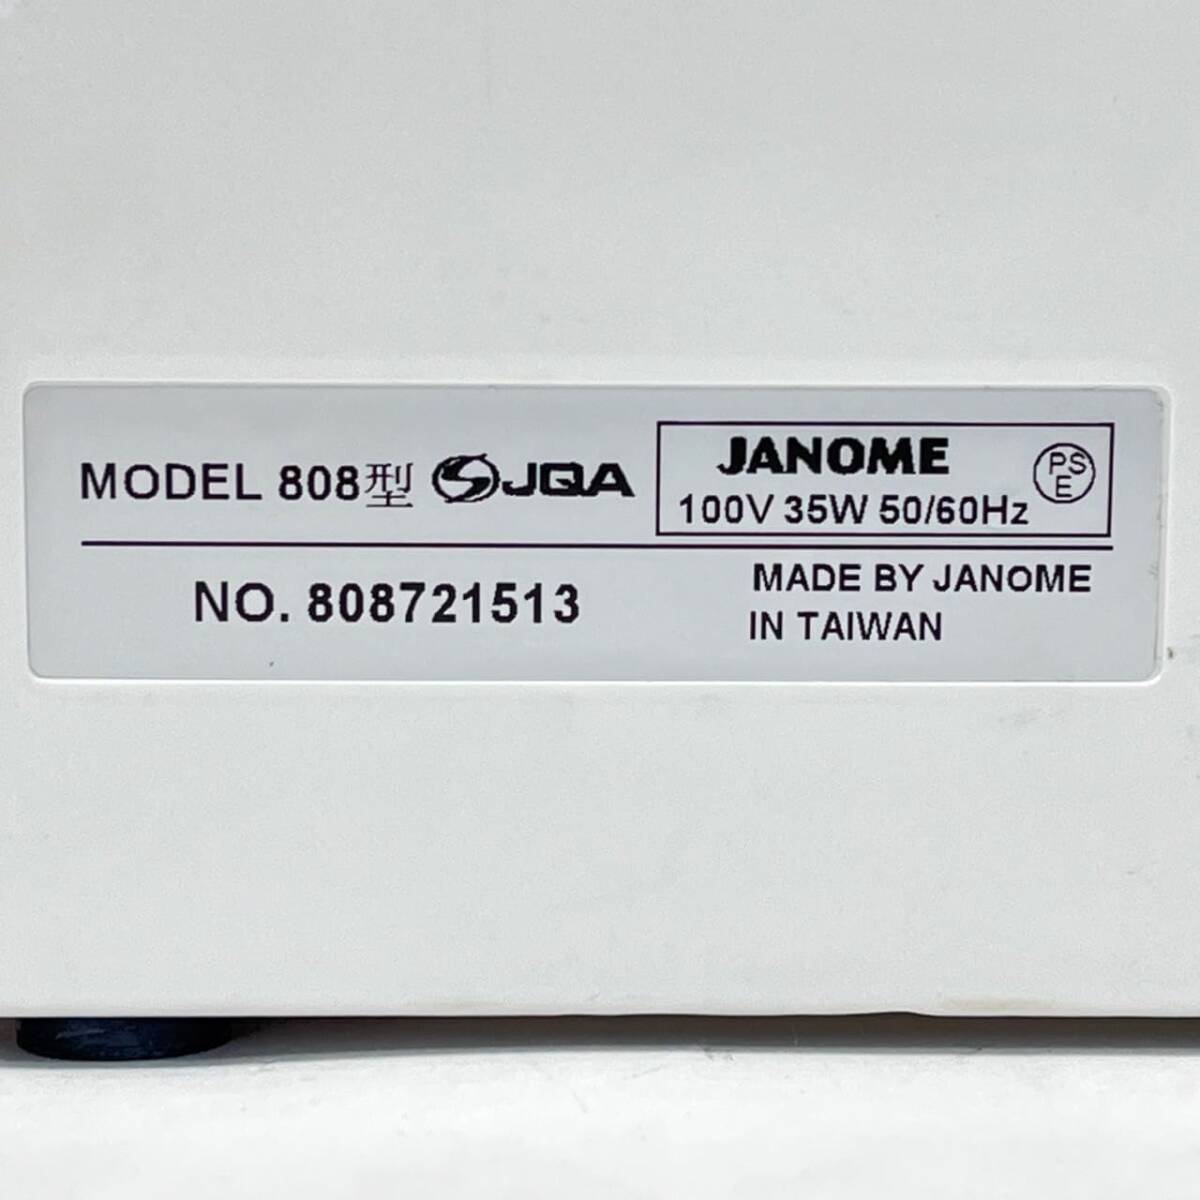 MODEL 808型 JQA
JANOME
100V 35W 50/60Hz
PS
E
NO. 808721513
MADE BY JANOME
IN TAIWAN